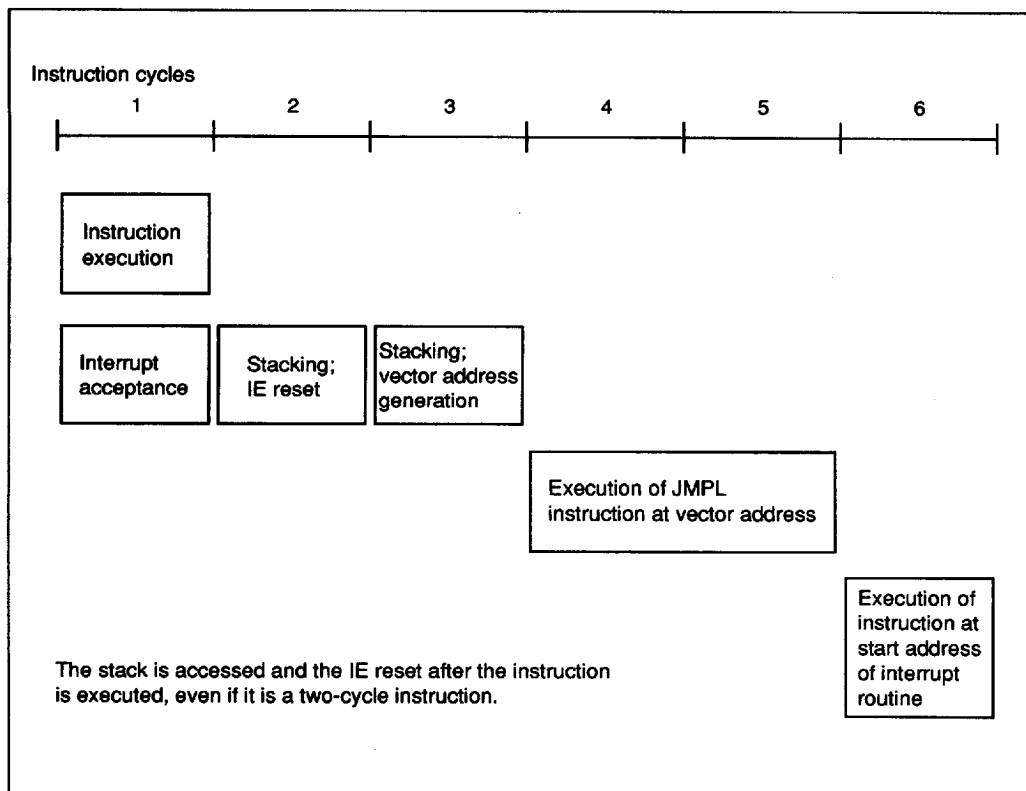 Instruction cycles
1 2 3 4 5 6
Instruction
execution
Interrupt
acceptance
Stacking;
IE reset
Stacking;
vector address
generation
Execution of JMPL
instruction at vector address
Execution of
instruction at
start address
of interrupt
routine
The stack is accessed and the IE reset after the instruction
is executed, even if it is a two-cycle instruction.